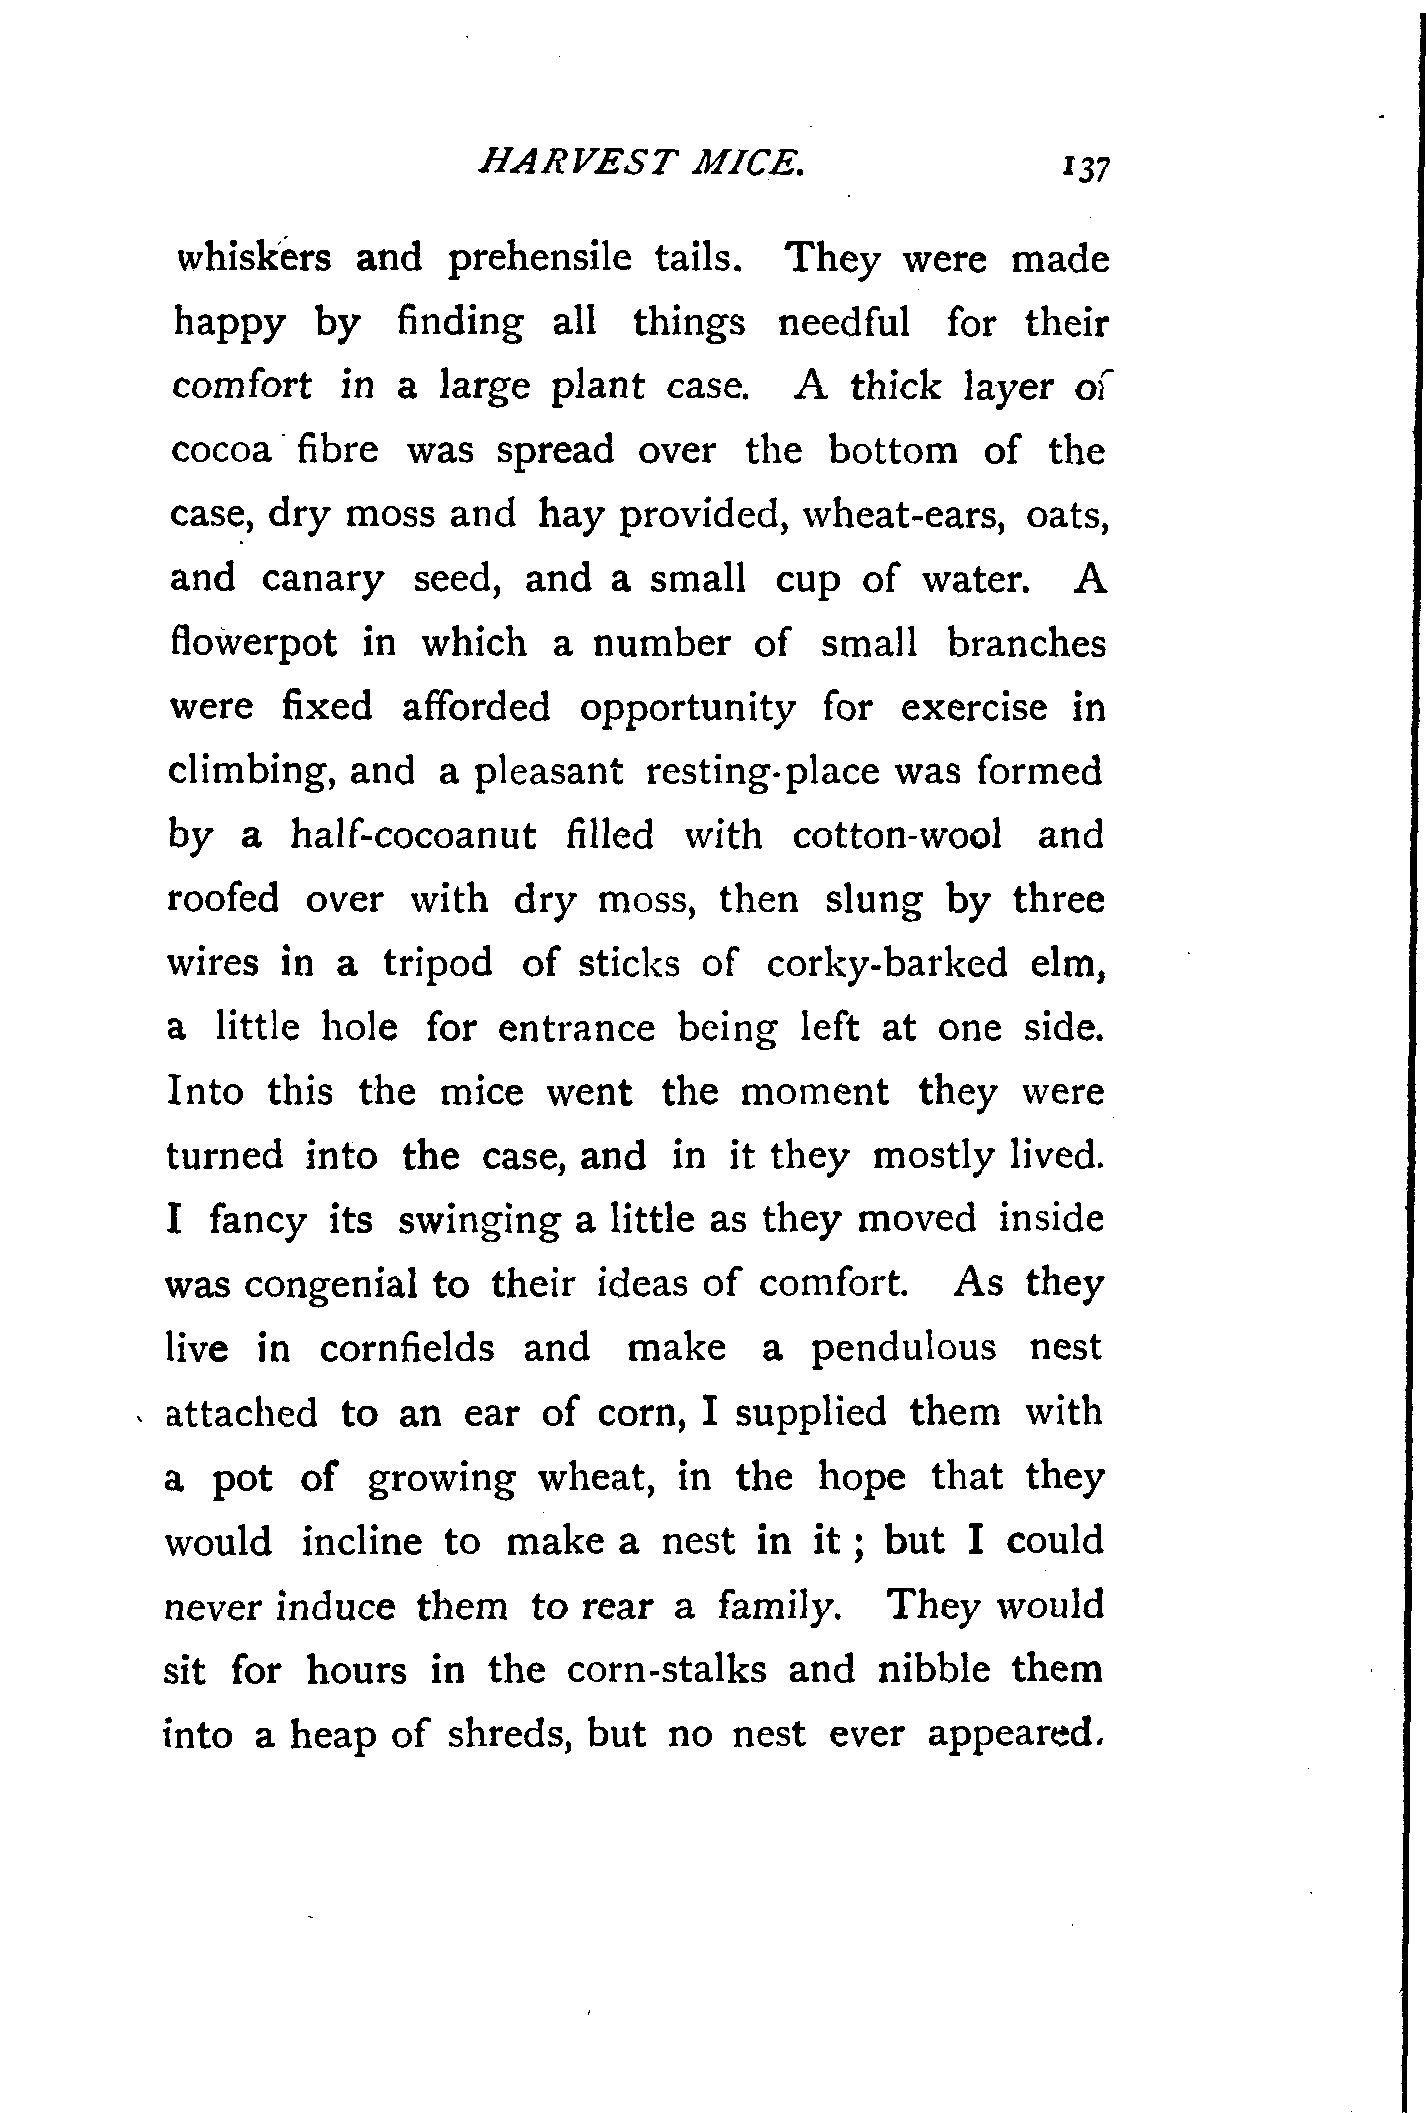 HARVEST MICE. 137
whiskers and prehensile tails. They were made
happy by finding all things needful for their
comfort in a large plant case. A thick layer of
cocoa fibre was spread over the bottom of the
case, dry moss and hay provided, wheat-ears, oats,
and canary seed, and a small cup of water. A
flowerpot in which a number of small branches
were fixed afforded opportunity for exercise in
climbing, and a pleasant resting-place was formed
by a half-cocoanut filled with cotton-wool and
roofed over with dry moss, then slung by three
wires in a tripod of sticks of corky-barked elm,
a little hole for entrance being left at one side.
Into this the mice went the moment they were
turned into the case, and in it they mostly lived.
I fancy its swinging a little as they moved inside
was congenial to their ideas of comfort. As they
live in cornfields and make a pendulous nest
attached to an ear of corn, I supplied them with
a pot of growing wheat, in the hope that they
would incline to make a nest in it ; but I could
never induce them to rear a family. They would
sit for hours in the corn-stalks and nibble them
into a heap of shreds, but no nest ever appeared.